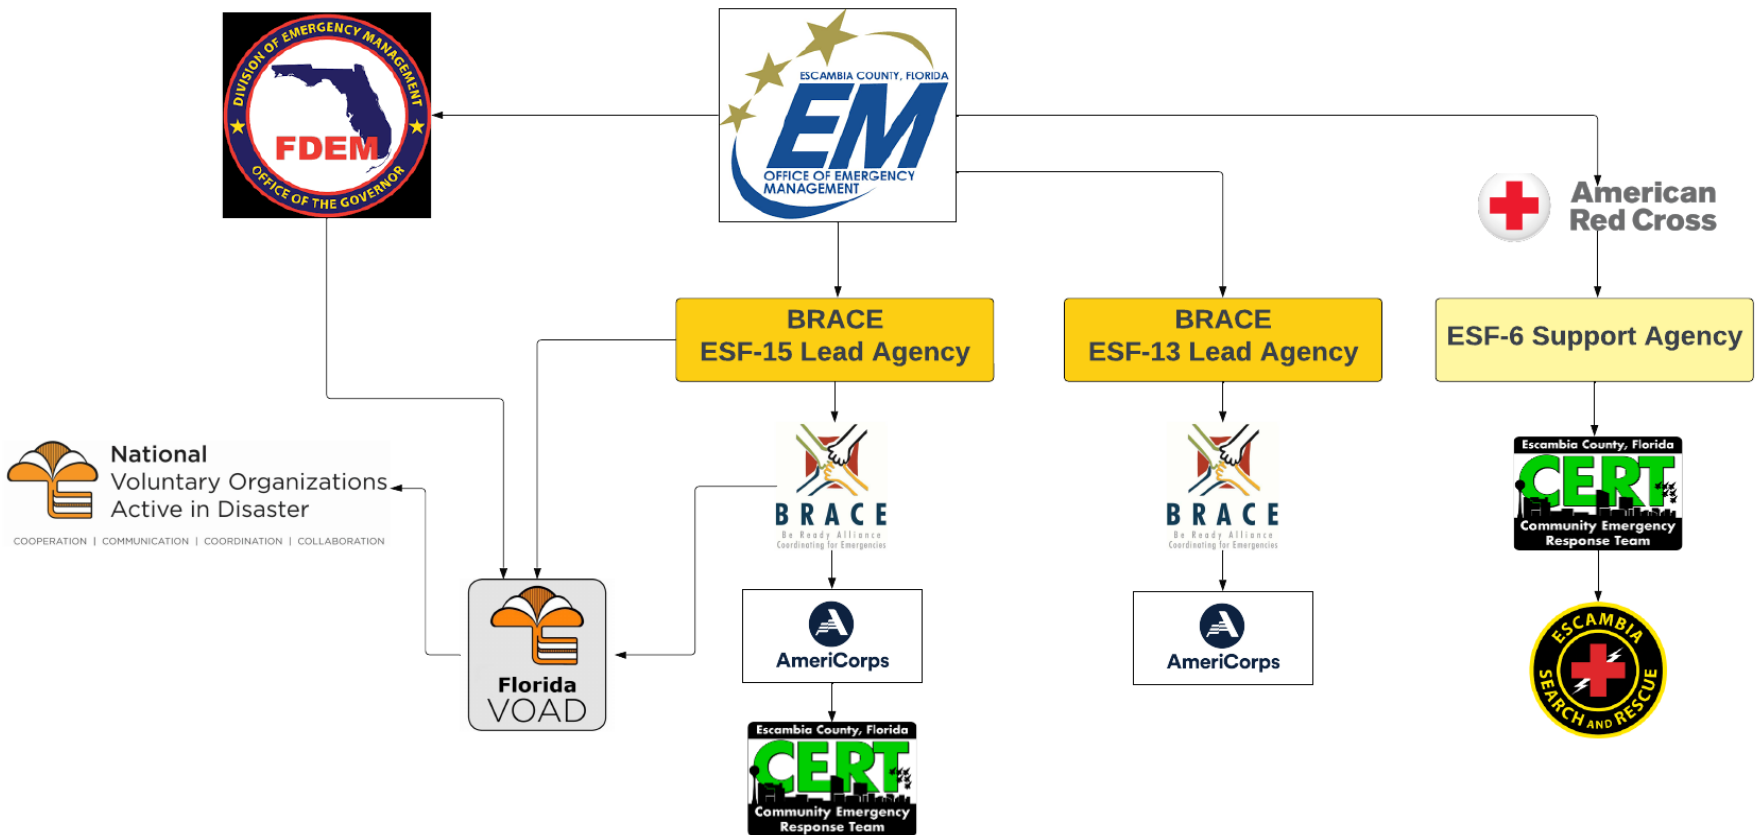 DIVISION OF EMERGENCY MANAGEMENT
FDEM
OFFICE OF THE GOVERNOR
ESCAMBIA COUNTY, FLORIDA
EM
OFFICE OF EMERGENCY
MANAGEMENT
American
Red Cross
BRACE
ESF-15 Lead Agency
BRACE
ESF-13 Lead Agency
ESF-6 Support Agency
National
Voluntary Organizations
Active in Disaster
COOPERATION | COMMUNICATION | COORDINATION | COLLABORATION
BRACE
Be Ready Alliance
Coordinating for Emergencies
BRACE
Be Ready Alliance
Coordinating for Emergencies
Escambia County, Florida
CERT
Community Emergency
Response Team
Florida
VOAD
AmeriCorps
AmeriCorps
ESCAMBIA
SEARCH AND RESCUE
Escambia County, Florida
CERT
Community Emergency
Response Team